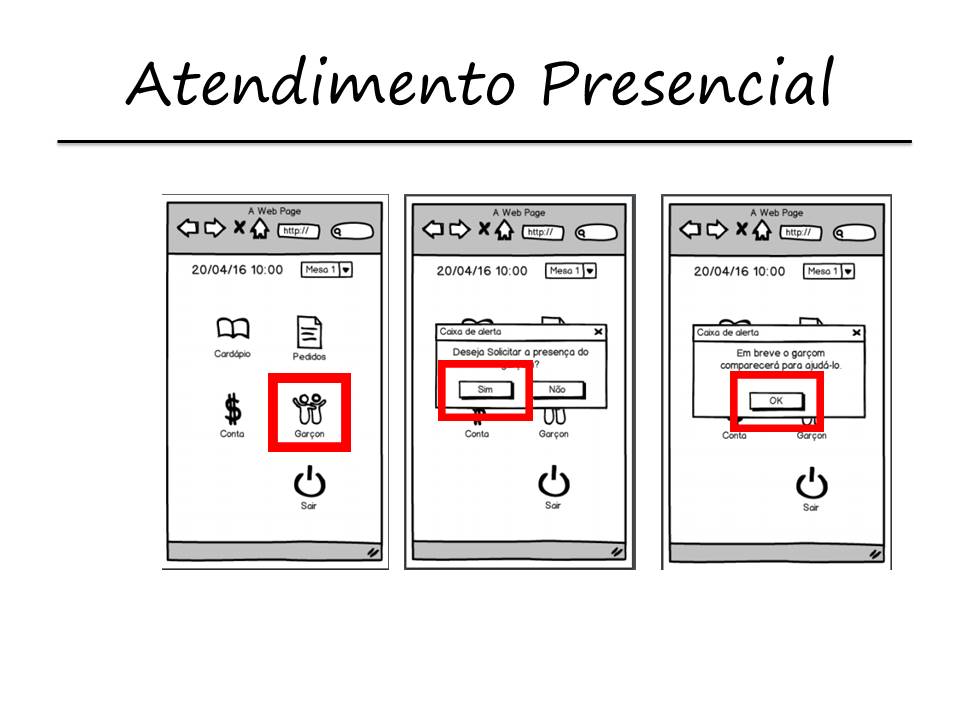 Atendimento Presencial
A Web Page
http://
20/04/16 10:00 Mesa 1
Cardápio Pedidos
Conta Garçon
Sair
A Web Page
http://
20/04/16 10:00 Mesa 1
Caixa de alerta
Deseja Solicitar a presença do
?
Sim Não
Conta Garçon
Sair
A Web Page
http://
20/04/16 10:00 Mesa 1
Caixa de alerta
Em breve o garçom
comparecerá para ajudá-lo.
OK
Conta Garçon
Sair